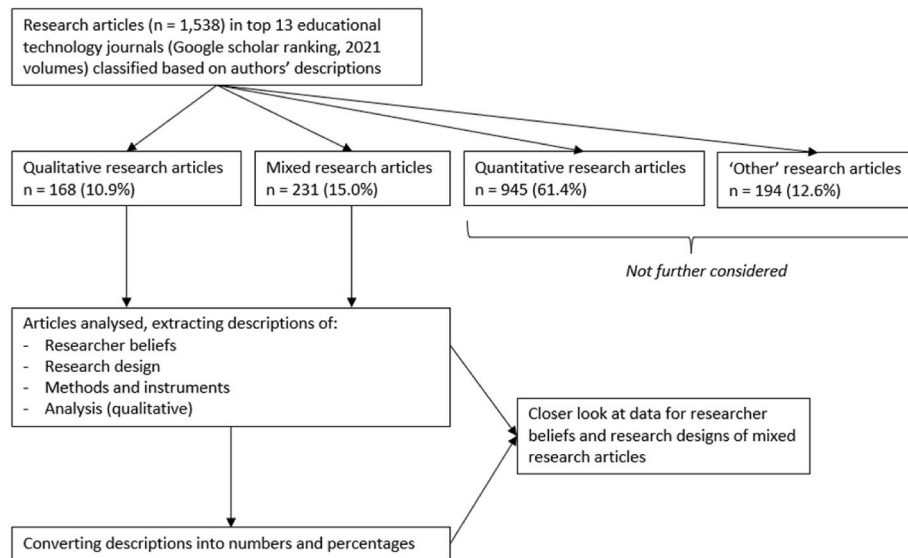 Research articles (n = 1,538) in top 13 educational
technology journals (Google scholar ranking, 2021
volumes) classified based on authors’ descriptions
Qualitative research articles
n = 168 (10.9%)
Mixed research articles
n = 231 (15.0%)
Quantitative research articles
n = 945 (61.4%)
‘Other’ research articles
n = 194 (12.6%)
Not further considered
Articles analysed, extracting descriptions of:
- Researcher beliefs
- Research design
- Methods and instruments
- Analysis (qualitative)
Closer look at data for researcher
beliefs and research designs of mixed
research articles
Converting descriptions into numbers and percentages